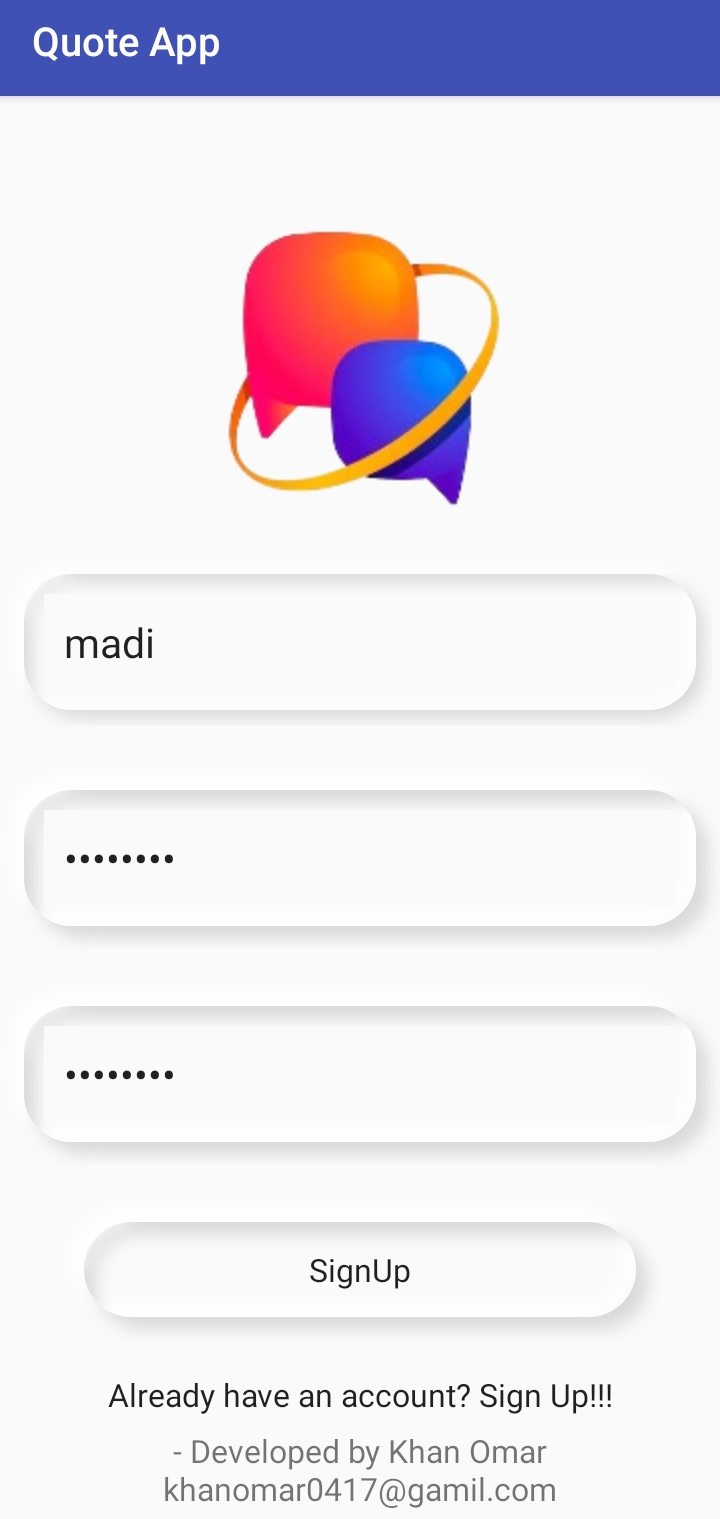 Quote App
madi
••••••••
••••••••
SignUp
Already have an account? Sign Up!!!
- Developed by Khan Omar
khanomar0417@gamil.com